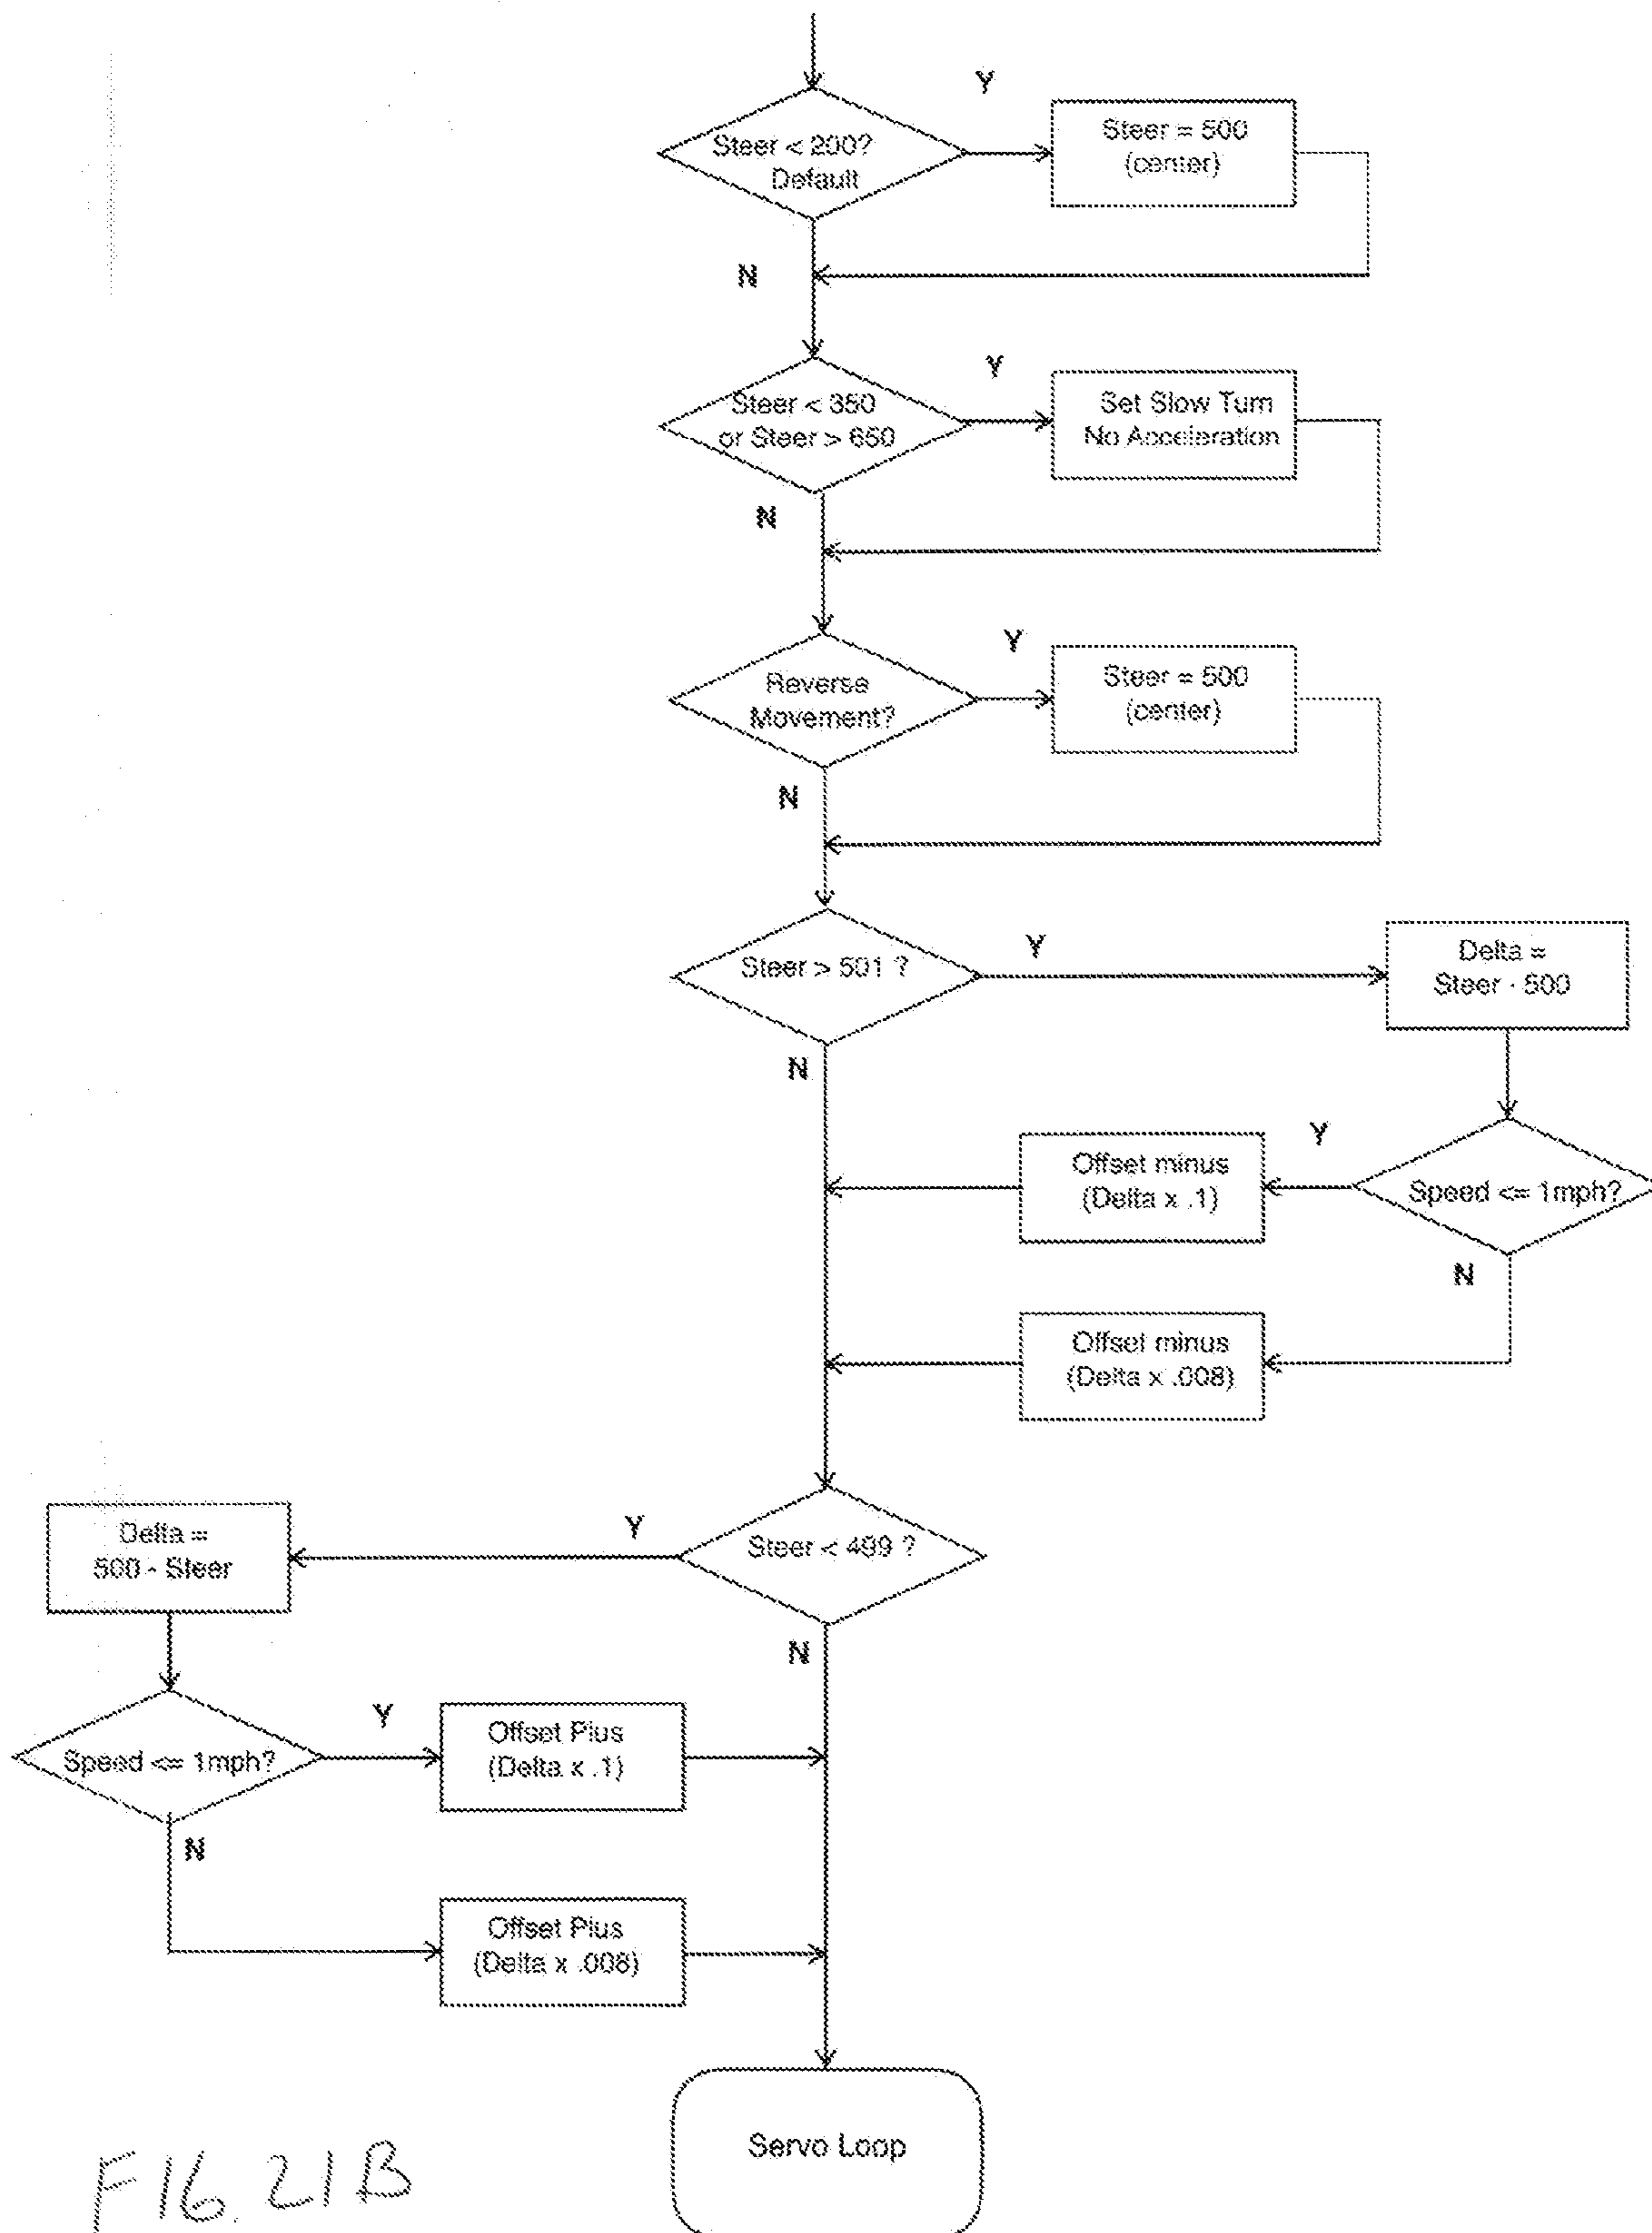 Y
Steer < 200?
Default
Steer = 500
(center)
N
Y
Steer < 350
or Steer > 650
Set Slow Turn
No Acceleration
N
Y
Reverse
Movement?
Steer = 500
(center)
N
Steer > 501 ?
Y
Delta =
Steer - 500
N
Offset minus
(Delta x .1)
Y
Speed <= 1mph?
N
Offset minus
(Delta x .008)
Delta =
500 - Steer
Y
Steer < 499 ?
N
Speed <= 1mph?
Y
Offset Plus
(Delta x .1)
N
Offset Plus
(Delta x .008)
Servo Loop
FIG. 21B